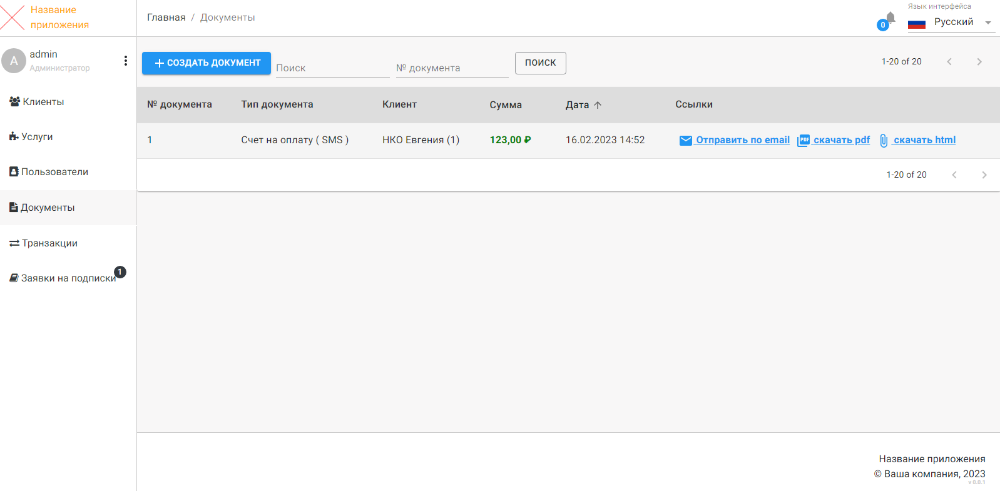 Название
приложения
Главная / Документы
Язык интерфейса
0
Русский
A
admin
Администратор
Клиенты
Услуги
Пользователи
Документы
Транзакции
Заявки на подписки
1
СОЗДАТЬ ДОКУМЕНТ
Поиск
№ документа
ПОИСК
1-20 of 20
№ документа Тип документа Клиент Сумма Дата Ссылки
1 Счет на оплату ( SMS ) НКО Евгения (1) 123,00 ₽ 16.02.2023 14:52 Отправить по email PDF скачать pdf скачать html
1-20 of 20
Название приложения
© Ваша компания, 2023
v 0.0.1